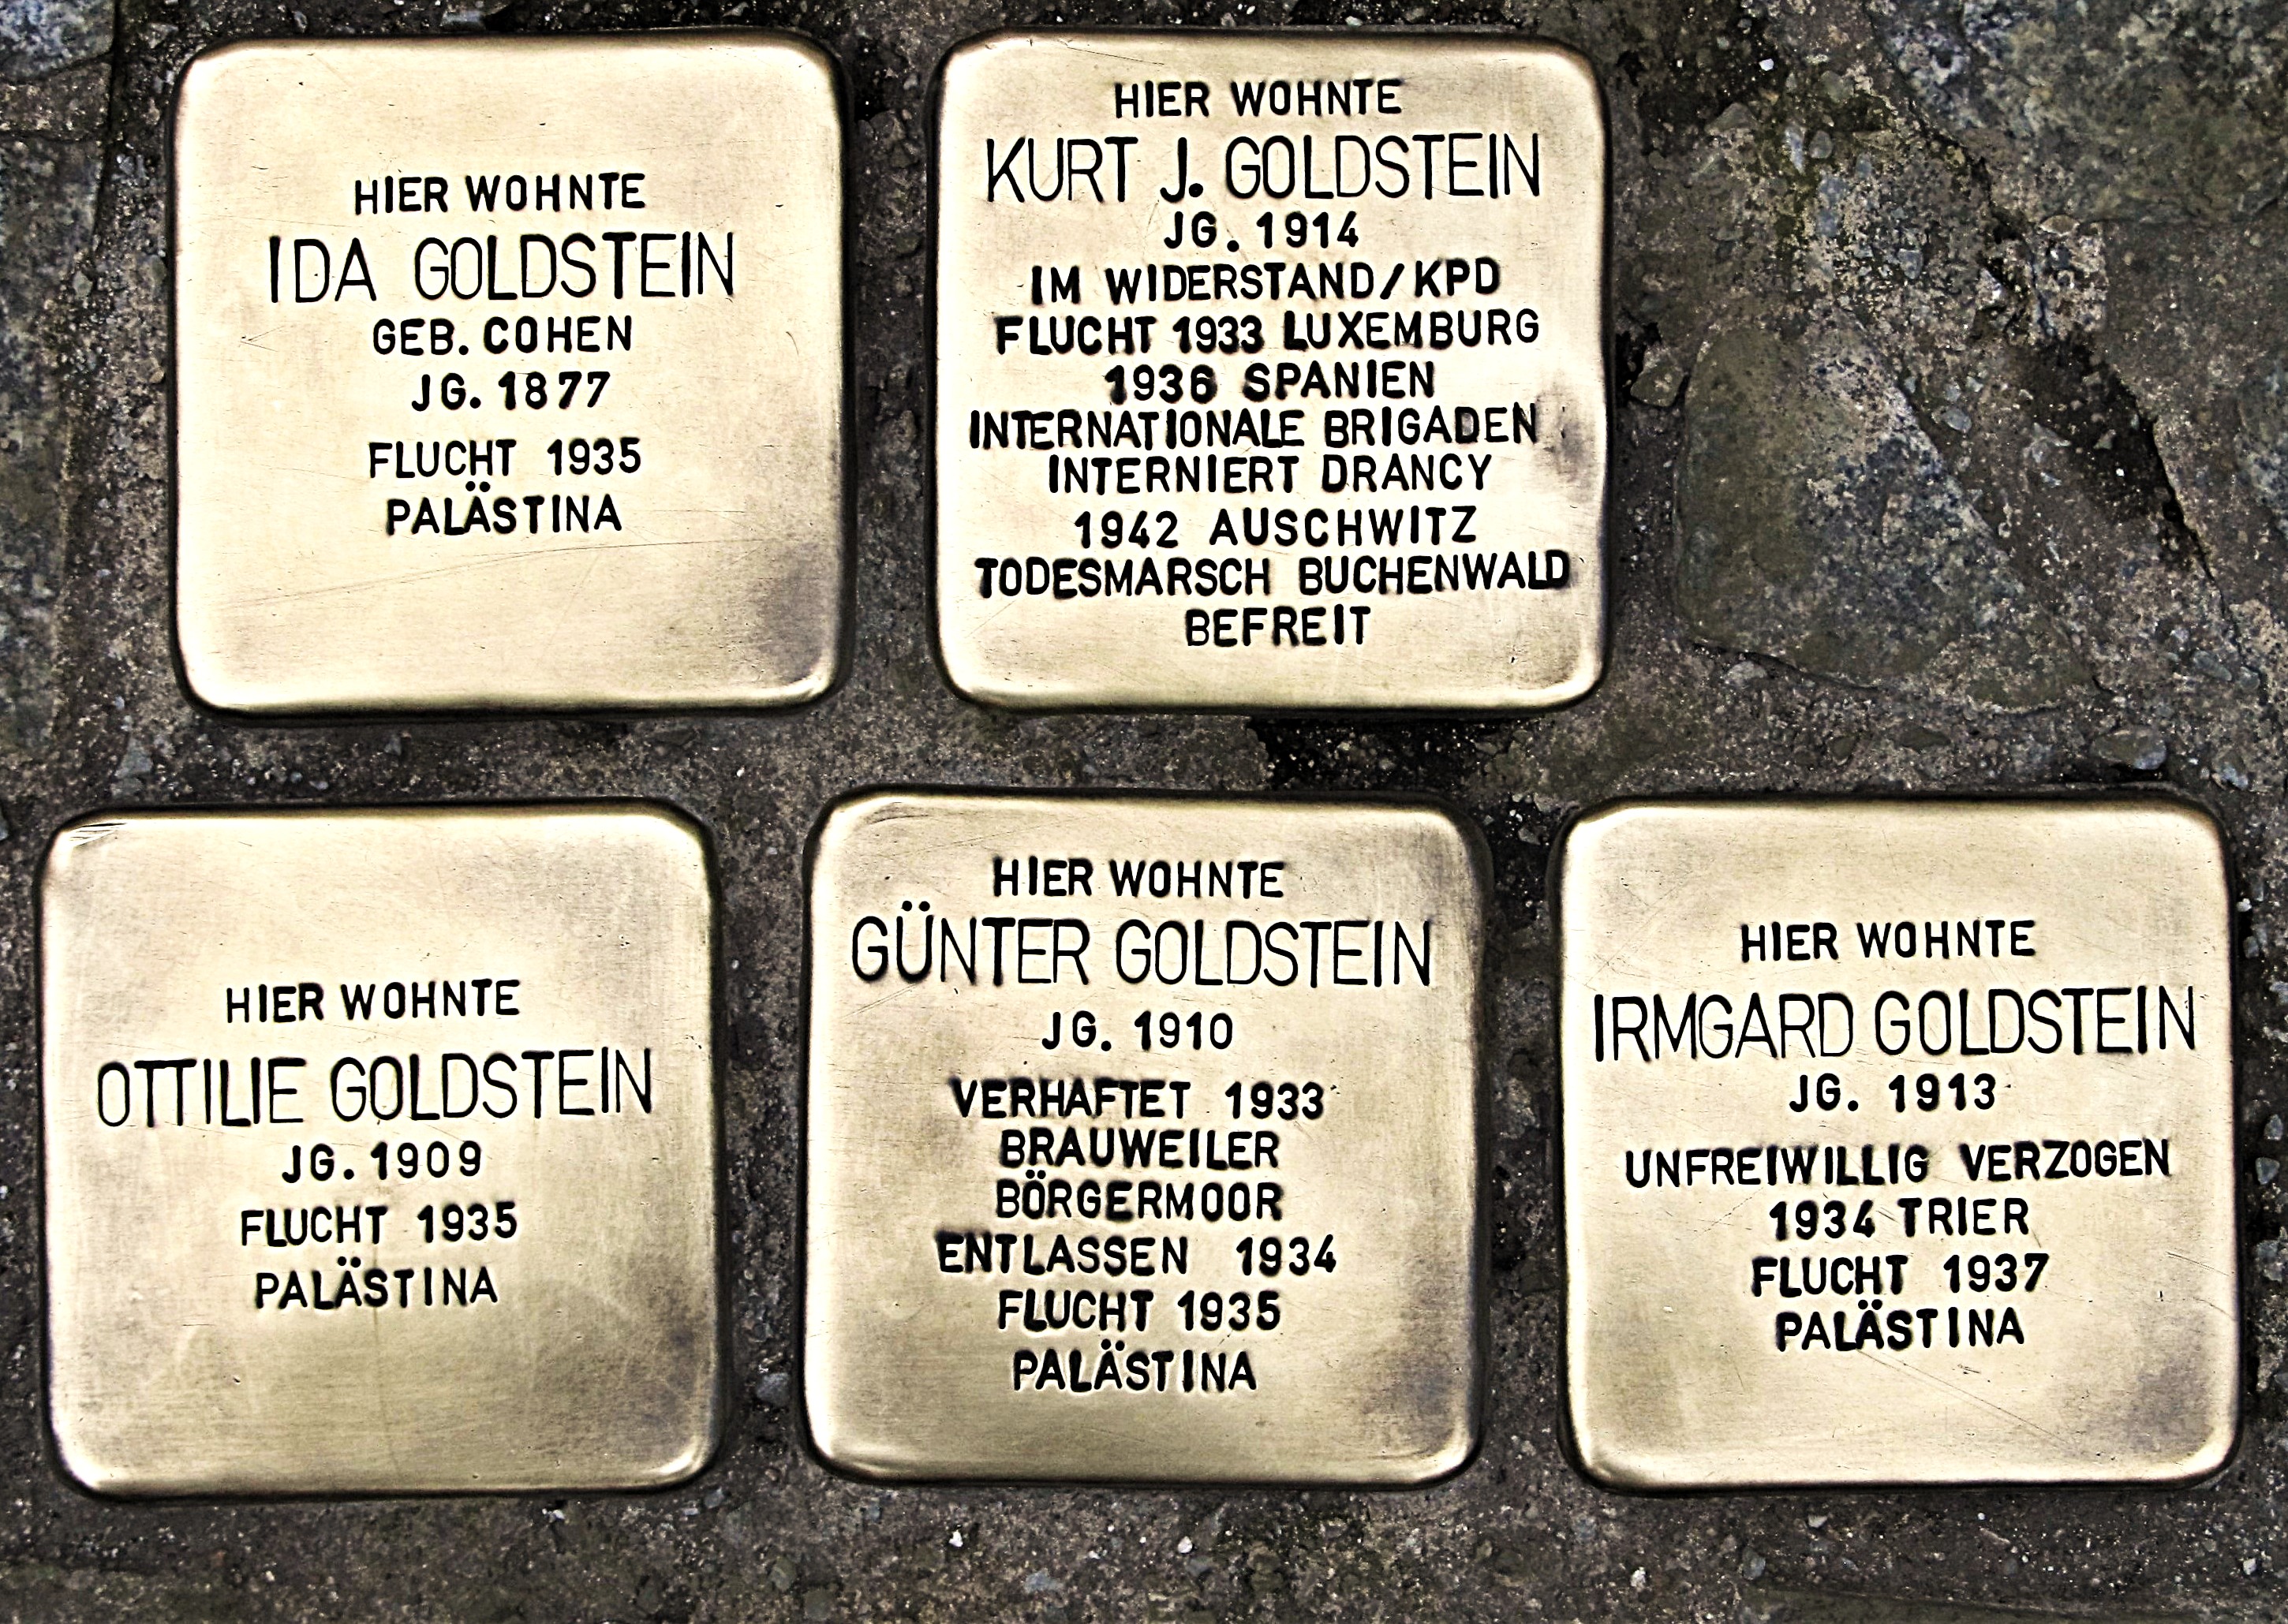 HIER WOHNTE
IDA GOLDSTEIN
GEB. COHEN
JG. 1877
FLUCHT 1935
PALÄSTINA
HIER WOHNTE
KURT J. GOLDSTEIN
JG. 1914
IM WIDERSTAND/KPD
FLUCHT 1933 LUXEMBURG
1936 SPANIEN
INTERNATIONALE BRIGADEN
INTERNIERT DRANCY
1942 AUSCHWITZ
TODESMARSCH BUCHENWALD
BEFREIT
HIER WOHNTE
OTTILIE GOLDSTEIN
JG. 1909
FLUCHT 1935
PALÄSTINA
HIER WOHNTE
GÜNTER GOLDSTEIN
JG. 1910
VERHAFTET 1933
BRAUWEILER
BÖRGERMOOR
ENTLASSEN 1934
FLUCHT 1935
PALÄSTINA
HIER WOHNTE
IRMGARD GOLDSTEIN
JG. 1913
UNFREIWILLIG VERZOGEN
1934 TRIER
FLUCHT 1937
PALÄSTINA